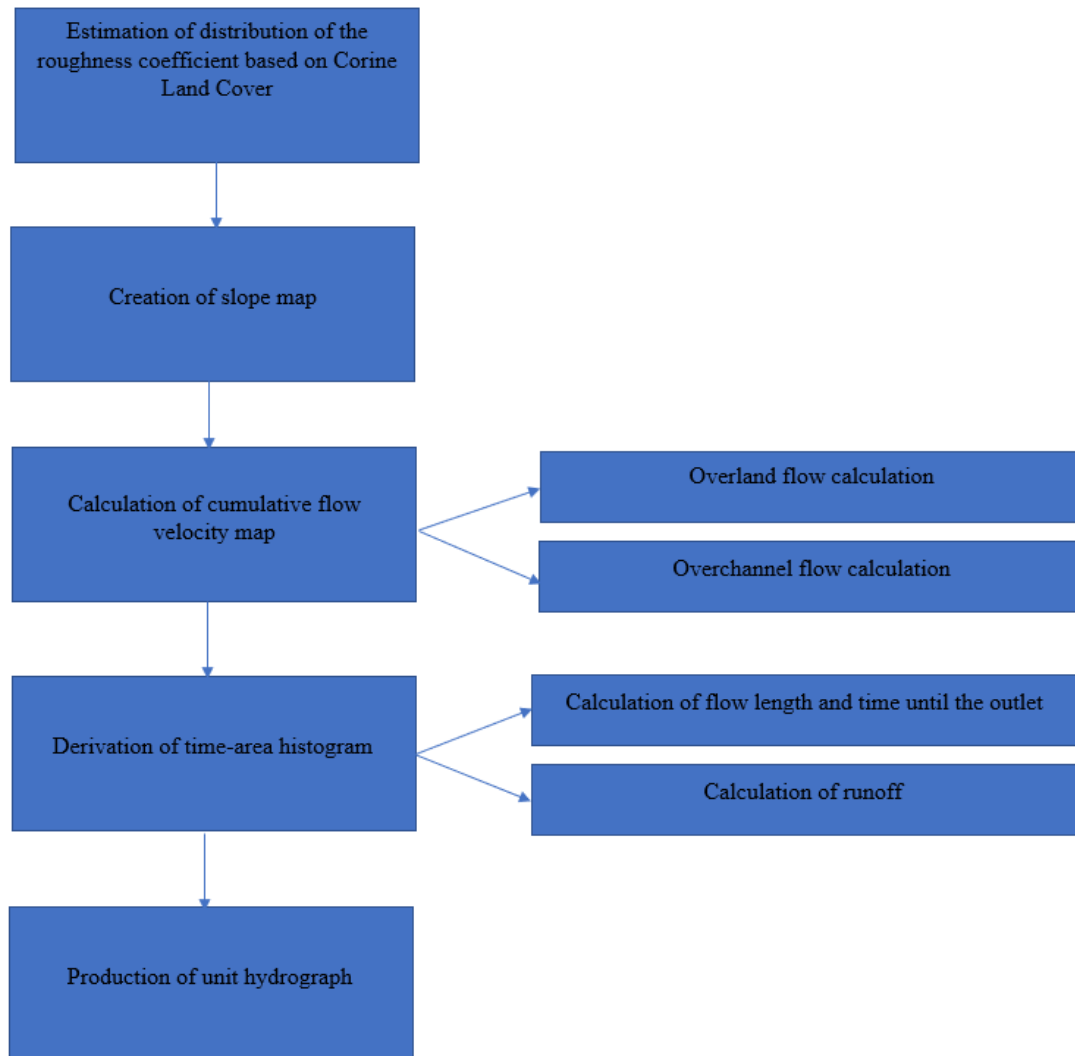 Estimation of distribution of the
roughness coefficient based on Corine
Land Cover
Creation of slope map
Calculation of cumulative flow
velocity map
Overland flow calculation
Overchannel flow calculation
Derivation of time-area histogram
Calculation of flow length and time until the outlet
Calculation of runoff
Production of unit hydrograph